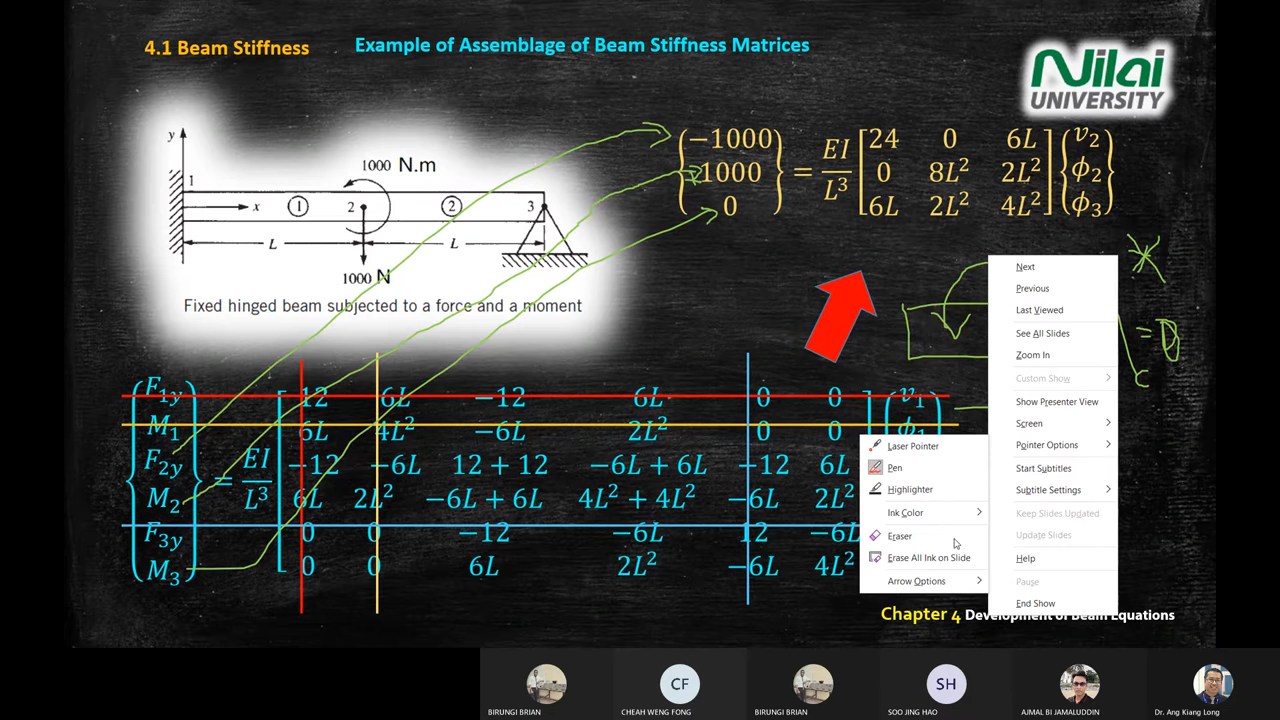 4.1 Beam Stiffness
Example of Assemblage of Beam Stiffness Matrices
Nilai
UNIVERSITY
y
1
1000 N.m
① x 2 ② 3
L L
1000 N
Fixed hinged beam subjected to a force and a moment
{−1000 1000 0} = EI/L³ [24 0 6L
0 8L² 2L²
6L 2L² 4L²] {v₂ ϕ₂ ϕ₃}
F₁y 12 6L −12 6L 0 0 v₁
M₁ 6L 4L² −6L 2L² 0 0 ϕ₁
F₂y −12 −6L 12 + 12 −6L + 6L −12 6L
= EI/L³
M₂ 6L 2L² −6L + 6L 4L² + 4L² −6L 2L²
F₃y 0 0 −12 −6L 12 −6L
M₃ 0 0 6L 2L² −6L 4L²
Next
Previous
Last Viewed
See All Slides
Zoom In
Custom Show
Show Presenter View
Screen
Pointer Options
Start Subtitles
Subtitle Settings
Keep Slides Updated
Update Slides
Help
Pause
End Show
Laser Pointer
Pen
Highlighter
Ink Color
Eraser
Erase All Ink on Slide
Arrow Options
Chapter 4 Development of Beam Equations
CF
SH
BIRUNGI BRIAN
CHEAH WENG FONG
BIRUNGI BRIAN
SOO JING HAO
AJMAL BI JAMALUDDIN
Dr. Ang Kiang Long